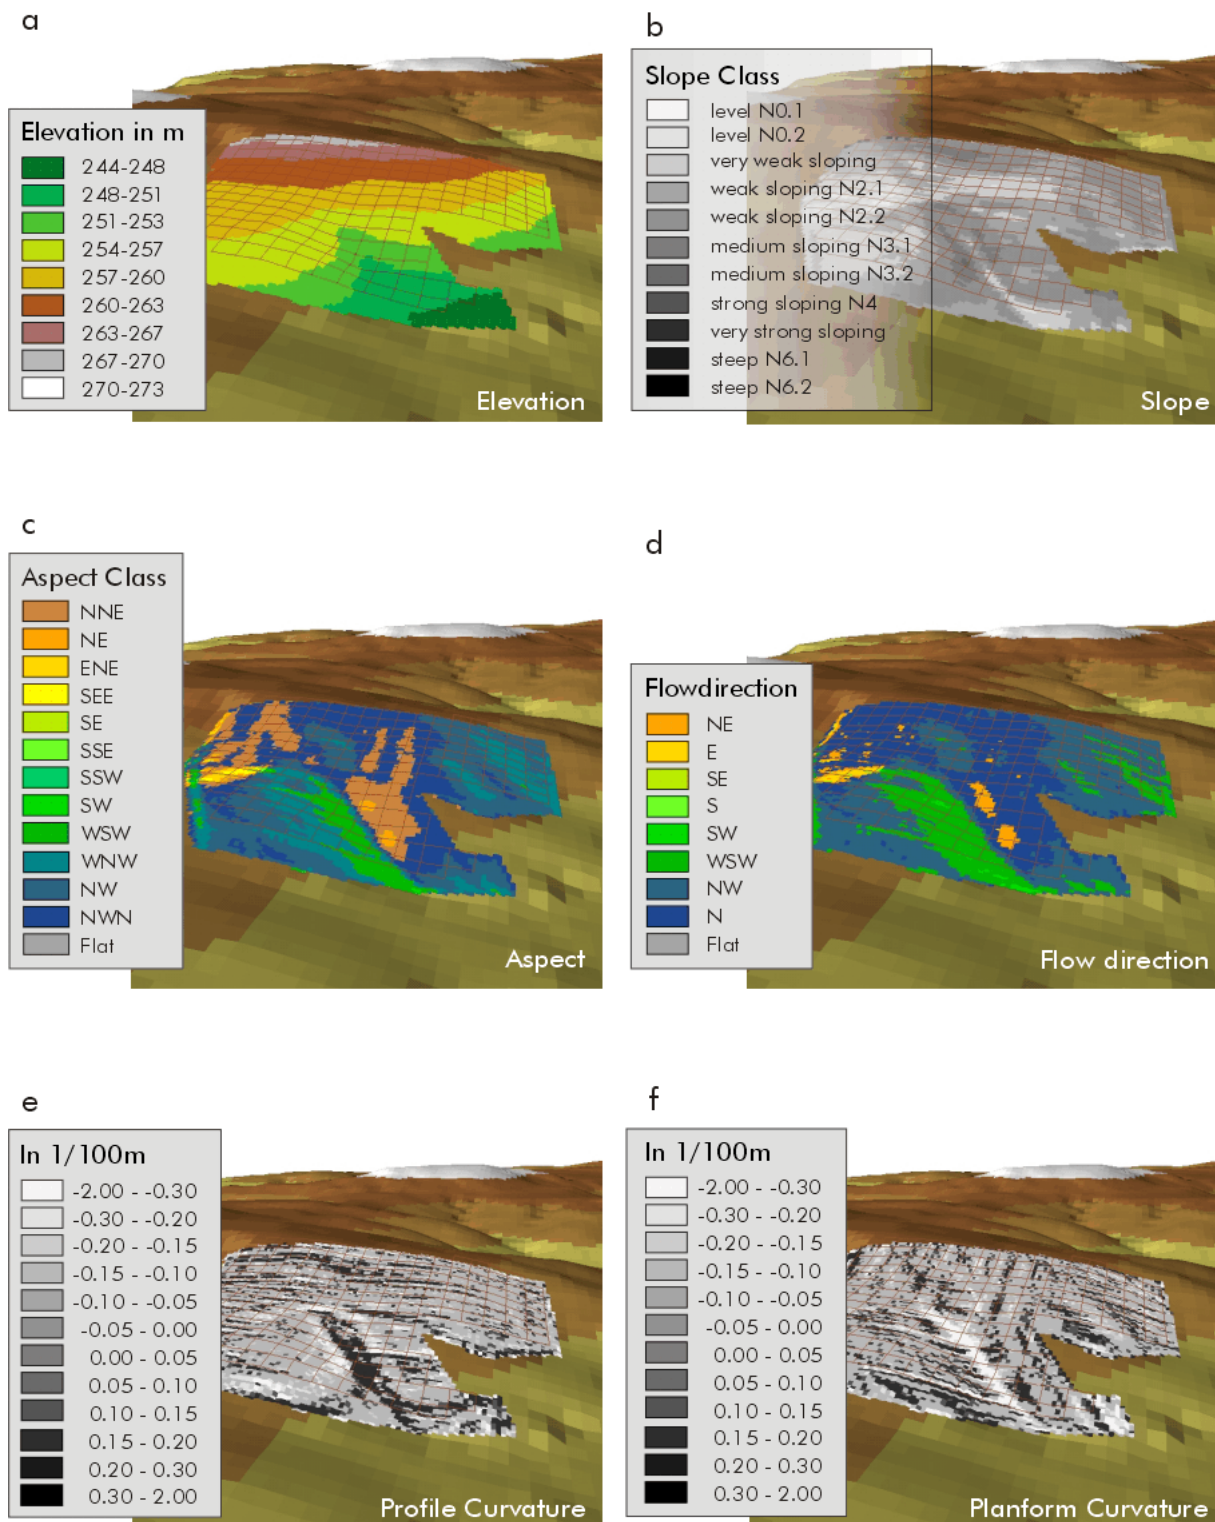 a
Elevation in m
244-248
248-251
251-253
254-257
257-260
260-263
263-267
267-270
270-273
Elevation
b
Slope Class
level N0.1
level N0.2
very weak sloping
weak sloping N2.1
weak sloping N2.2
medium sloping N3.1
medium sloping N3.2
strong sloping N4
very strong sloping
steep N6.1
steep N6.2
Slope
c
Aspect Class
NNE
NE
ENE
SEE
SE
SSE
SSW
SW
WSW
WNW
NW
NWN
Flat
Aspect
d
Flowdirection
NE
E
SE
S
SW
WSW
NW
N
Flat
Flow direction
e
In 1/100m
-2.00 - -0.30
-0.30 - -0.20
-0.20 - -0.15
-0.15 - -0.10
-0.10 - -0.05
-0.05 - 0.00
0.00 - 0.05
0.05 - 0.10
0.10 - 0.15
0.15 - 0.20
0.20 - 0.30
0.30 - 2.00
Profile Curvature
f
In 1/100m
-2.00 - -0.30
-0.30 - -0.20
-0.20 - -0.15
-0.15 - -0.10
-0.10 - -0.05
-0.05 - 0.00
0.00 - 0.05
0.05 - 0.10
0.10 - 0.15
0.15 - 0.20
0.20 - 0.30
0.30 - 2.00
Planform Curvature